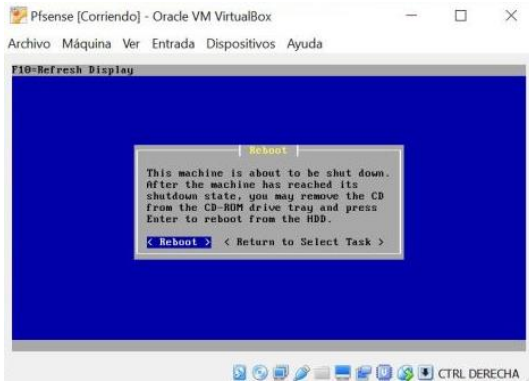 Pfsense [Corriendo] - Oracle VM VirtualBox
Archivo Máquina Ver Entrada Dispositivos Ayuda
F10=Refresh Display
Reboot
This machine is about to be shut down.
After the machine has reached its
shutdown state, you may remove the CD
from the CD-ROM drive tray and press
Enter to reboot from the HDD.
< Reboot > < Return to Select Task >
CTRL DERECHA